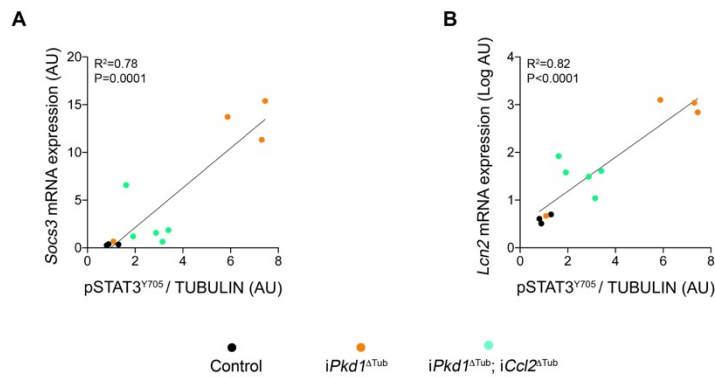 A
B
R²=0.78
P=0.0001
20
15
10
5
0
Socs3 mRNA expression (AU)
0 2 4 6 8
pSTAT3Y705 / TUBULIN (AU)
R²=0.82
P<0.0001
4
3
2
1
0
Lcn2 mRNA expression (Log AU)
0 2 4 6 8
pSTAT3Y705 / TUBULIN (AU)
Control
iPkd1ΔTub
iPkd1ΔTub; iCcl2ΔTub